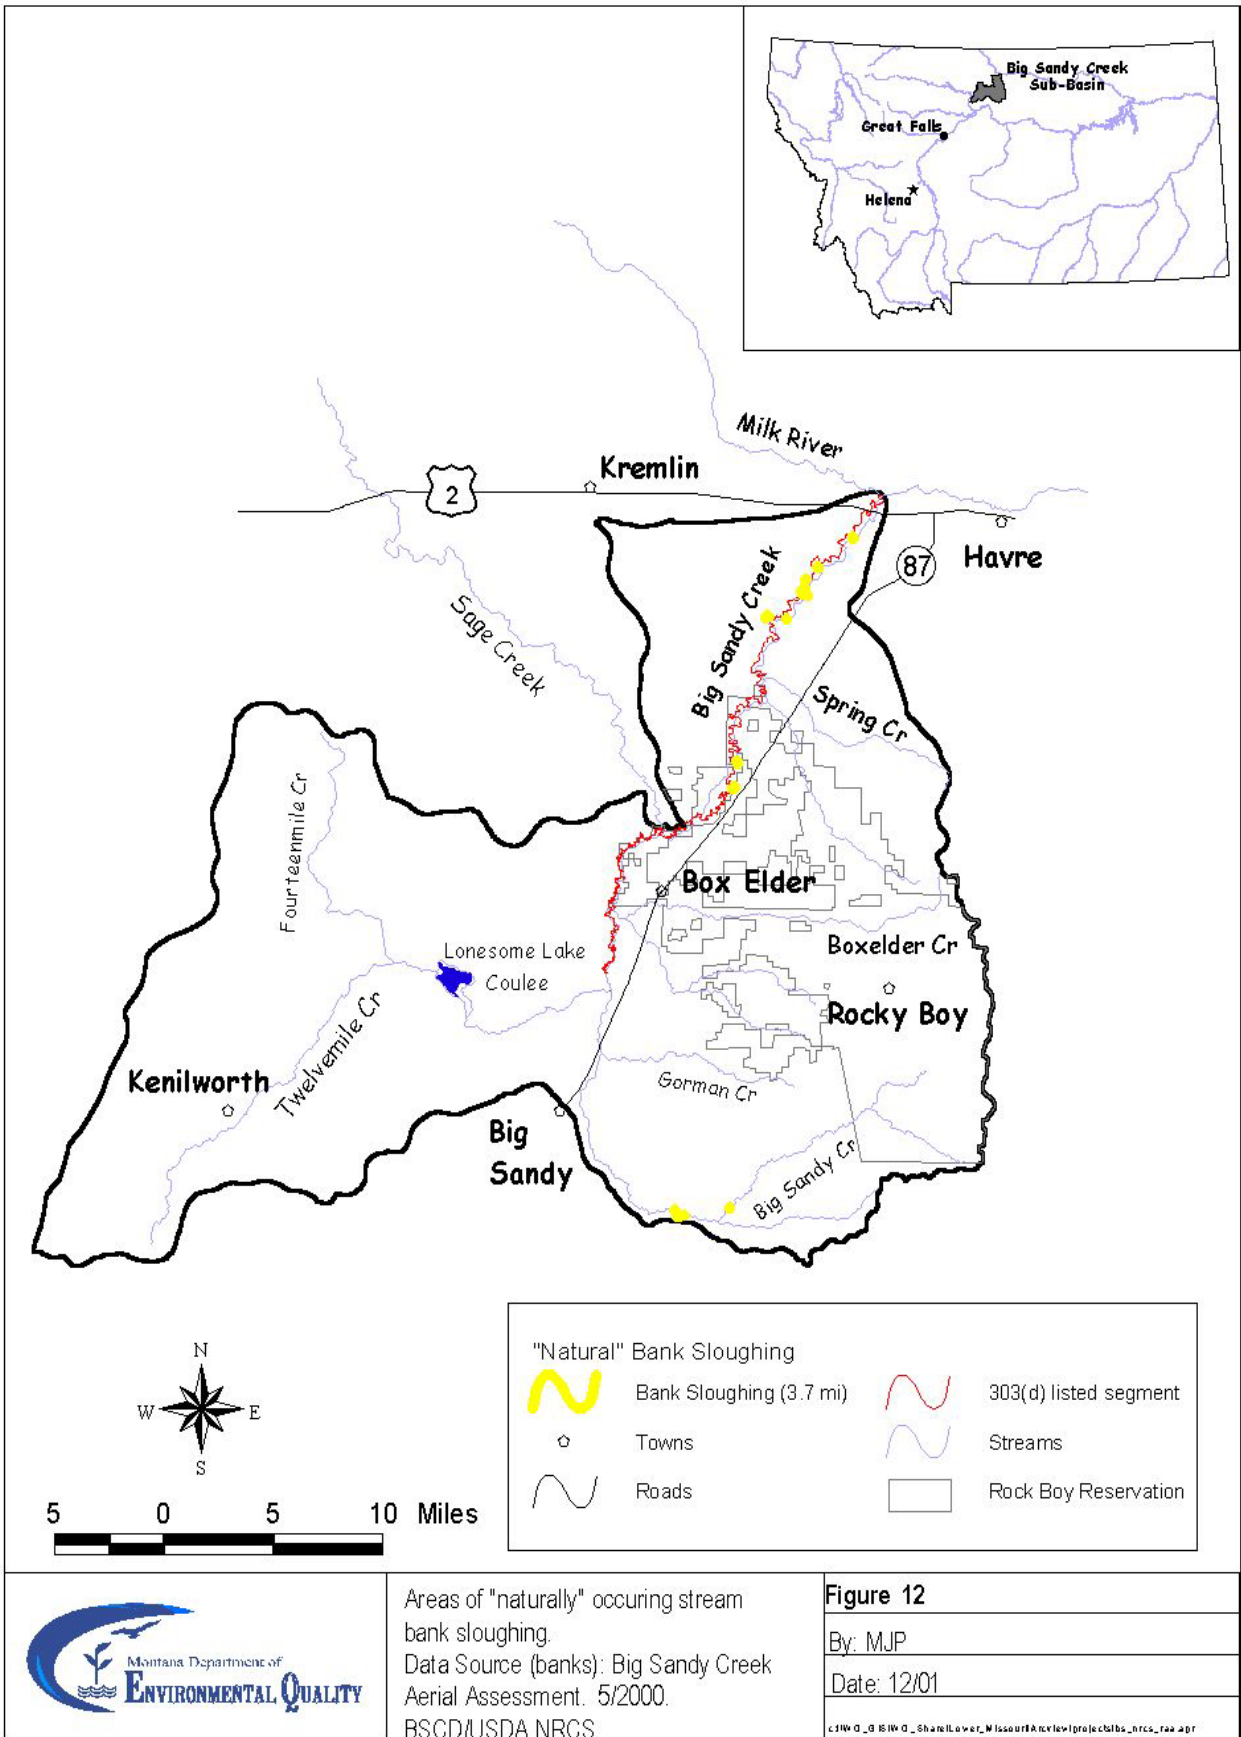 Big Sandy Creek
Sub-Basin
Great Falls
Helena
Milk River
Kremlin
2
Havre
87
Big Sandy Creek
Sage Creek
Spring Cr
Fourteenmile Cr
Box Elder
Lonesome Lake
Coulee
Boxelder Cr
Rocky Boy
Twelvemile Cr
Kenilworth
Gorman Cr
Big
Sandy
Big Sandy Cr
"Natural" Bank Sloughing
Bank Sloughing (3.7 mi)
303(d) listed segment
Towns
Streams
Roads
Rock Boy Reservation
N
W
E
S
5 0 5 10 Miles
Montana Department of
ENVIRONMENTAL QUALITY
Areas of "naturally" occuring stream
bank sloughing.
Data Source (banks): Big Sandy Creek
Aerial Assessment. 5/2000.
BSCD/USDA NRCS
Figure 12
By: MJP
Date: 12/01